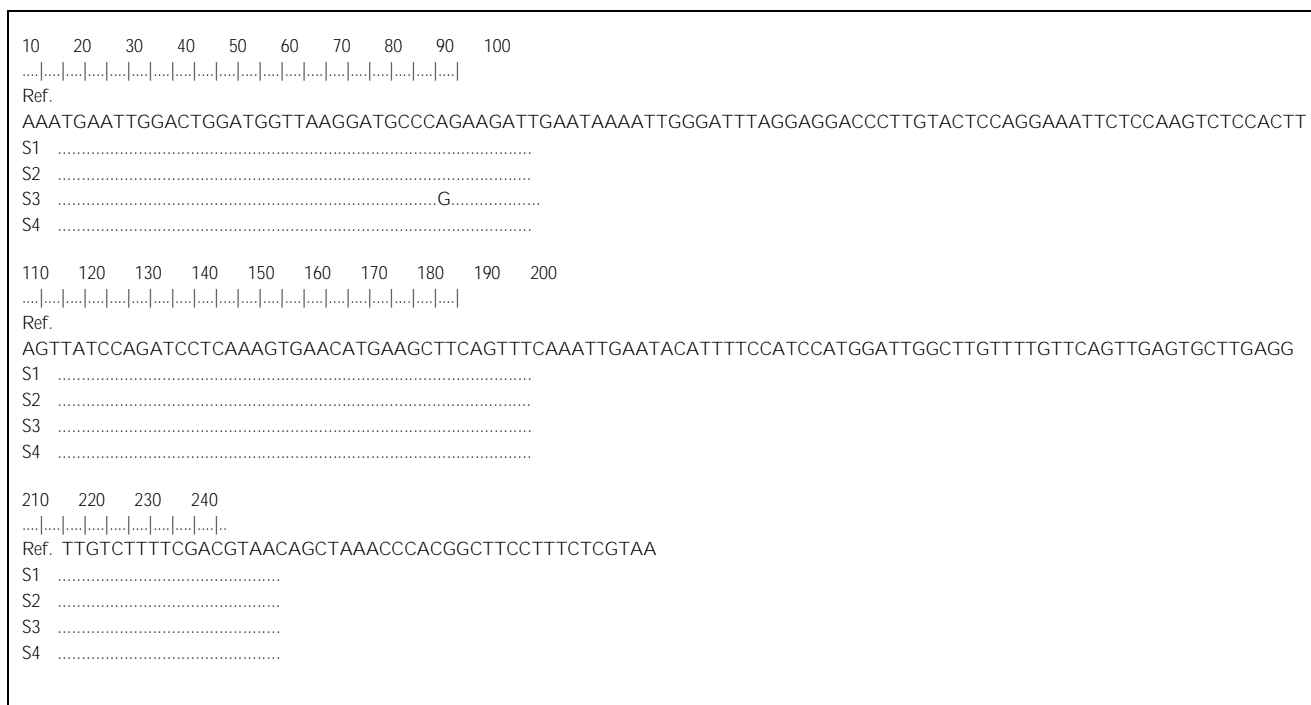 10 20 30 40 50 60 70 80 90 100
....|....|....|....|....|....|....|....|....|....|....|....|....|....|....|....|....|....|....|....|
Ref.
AAATGAATTGGACTGGATGGTTAAGGATGCCCAGAAGATTGAATAAAATTGGGATTTAGGAGGACCCTTGTACTCCAGGAAATTCTCCAAGTCTCCACTT
S1 ....................................................................................................
S2 ....................................................................................................
S3 ................................................................................G...................
S4 ....................................................................................................
110 120 130 140 150 160 170 180 190 200
....|....|....|....|....|....|....|....|....|....|....|....|....|....|....|....|....|....|....|....|
Ref.
AGTTATCCAGATCCTCAAAGTGAACATGAAGCTTCAGTTTCAAATTGAATACATTTTCCATCCATGGATTGGCTTGTTTTGTTCAGTTGAGTGCTTGAGG
S1 ....................................................................................................
S2 ....................................................................................................
S3 ....................................................................................................
S4 ....................................................................................................
210 220 230 240
....|....|....|....|....|....|....|....|....|..
Ref. TTGTCTTTTCGACGTAACAGCTAAACCCACGGCTTCCTTTCTCGTAA
S1 ...............................................
S2 ...............................................
S3 ...............................................
S4 ...............................................